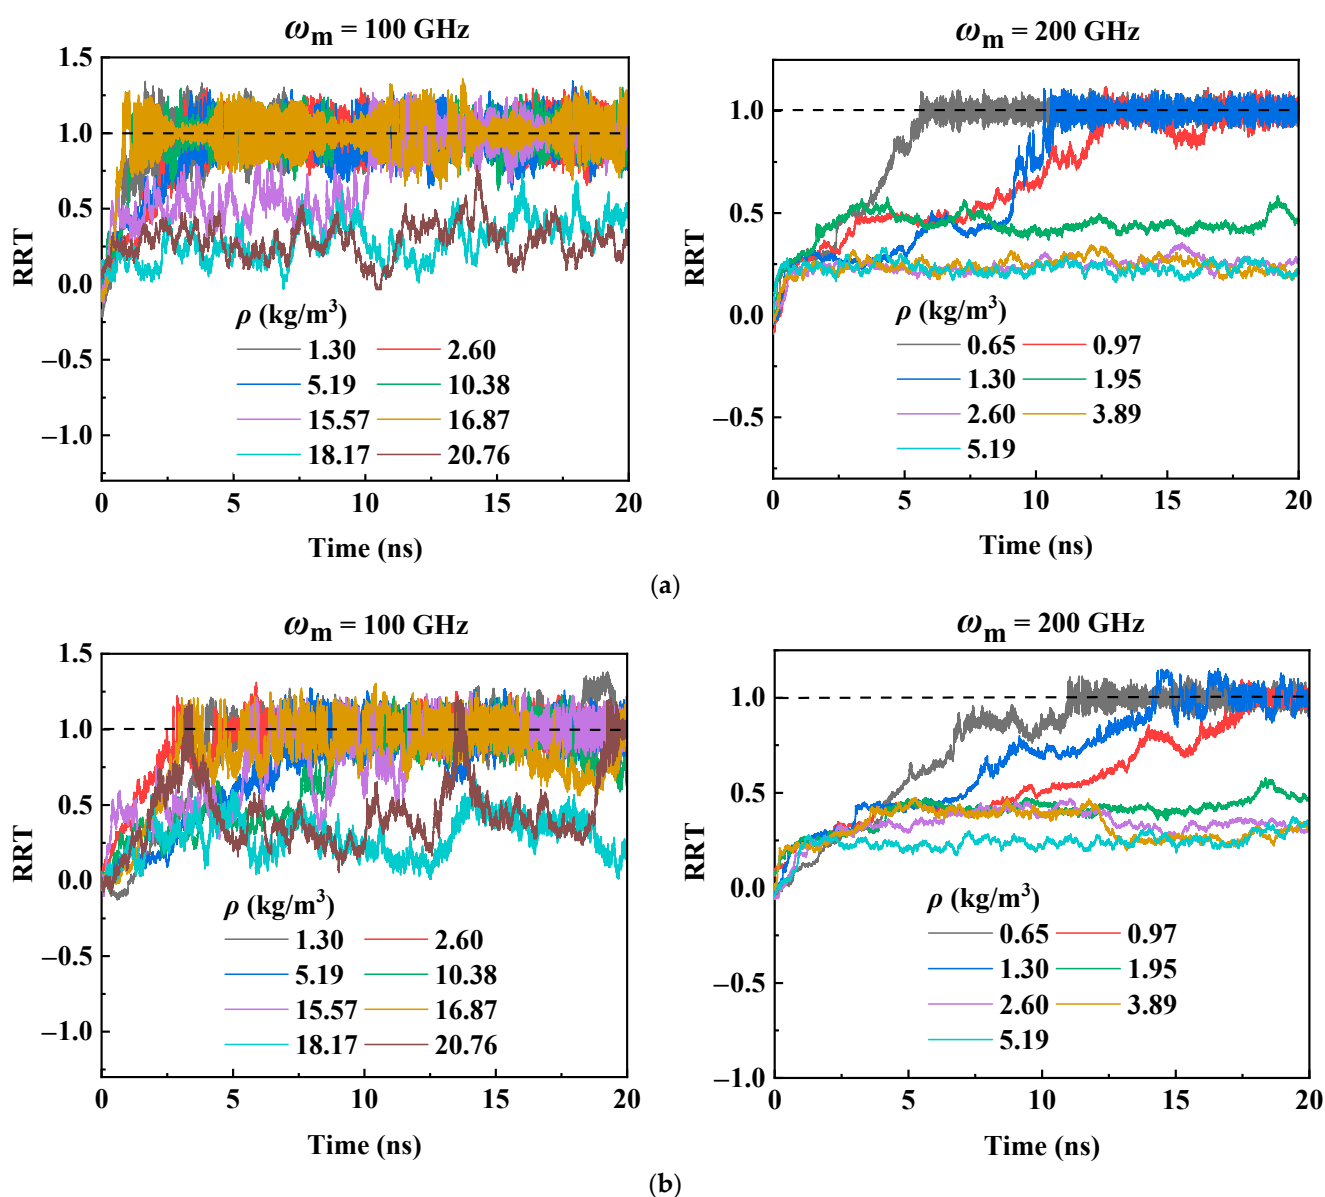 ωm = 100 GHz
1.5
1.0
0.5
0.0
−0.5
−1.0
RRT
ρ (kg/m3)
1.30 2.60
5.19 10.38
15.57 16.87
18.17 20.76
0 5 10 15 20
Time (ns)
ωm = 200 GHz
1.0
0.5
0.0
−0.5
RRT
ρ (kg/m3)
0.65 0.97
1.30 1.95
2.60 3.89
5.19
0 5 10 15 20
Time (ns)
(a)
ωm = 100 GHz
1.5
1.0
0.5
0.0
−0.5
−1.0
RRT
ρ (kg/m3)
1.30 2.60
5.19 10.38
15.57 16.87
18.17 20.76
0 5 10 15 20
Time (ns)
ωm = 200 GHz
1.0
0.5
0.0
−0.5
−1.0
RRT
ρ (kg/m3)
0.65 0.97
1.30 1.95
2.60 3.89
5.19
0 5 10 15 20
Time (ns)
(b)